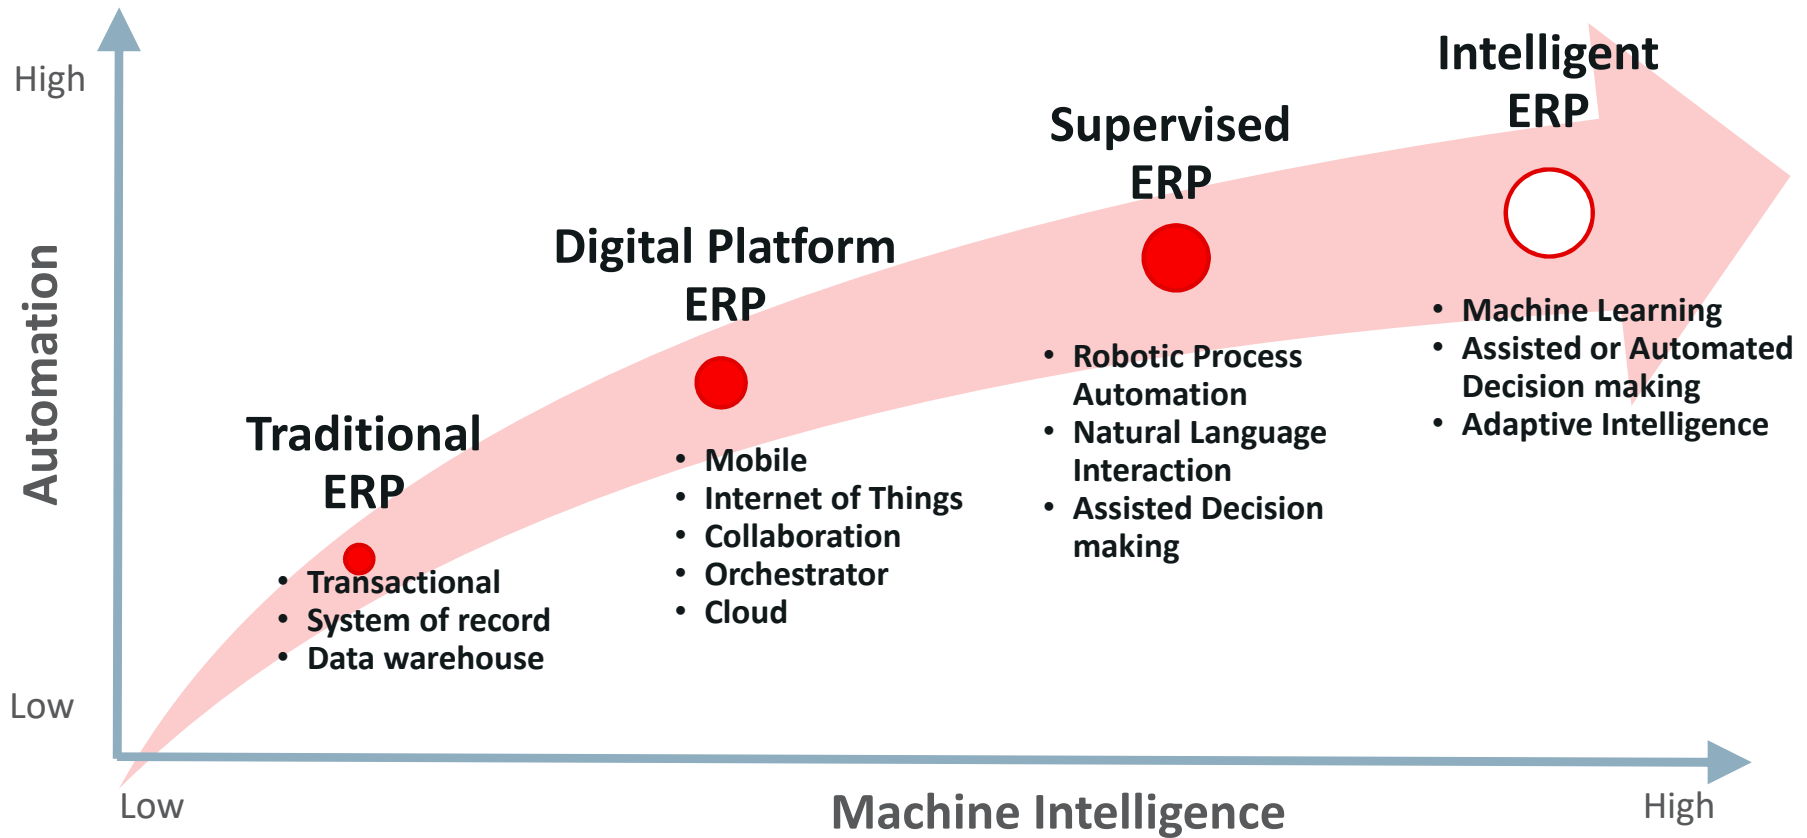 High
Automation
Low
Low
Machine Intelligence
High
Traditional
ERP
• Transactional
• System of record
• Data warehouse
Digital Platform
ERP
• Mobile
• Internet of Things
• Collaboration
• Orchestrator
• Cloud
Supervised
ERP
• Robotic Process
Automation
• Natural Language
Interaction
• Assisted Decision
making
Intelligent
ERP
• Machine Learning
• Assisted or Automated
Decision making
• Adaptive Intelligence